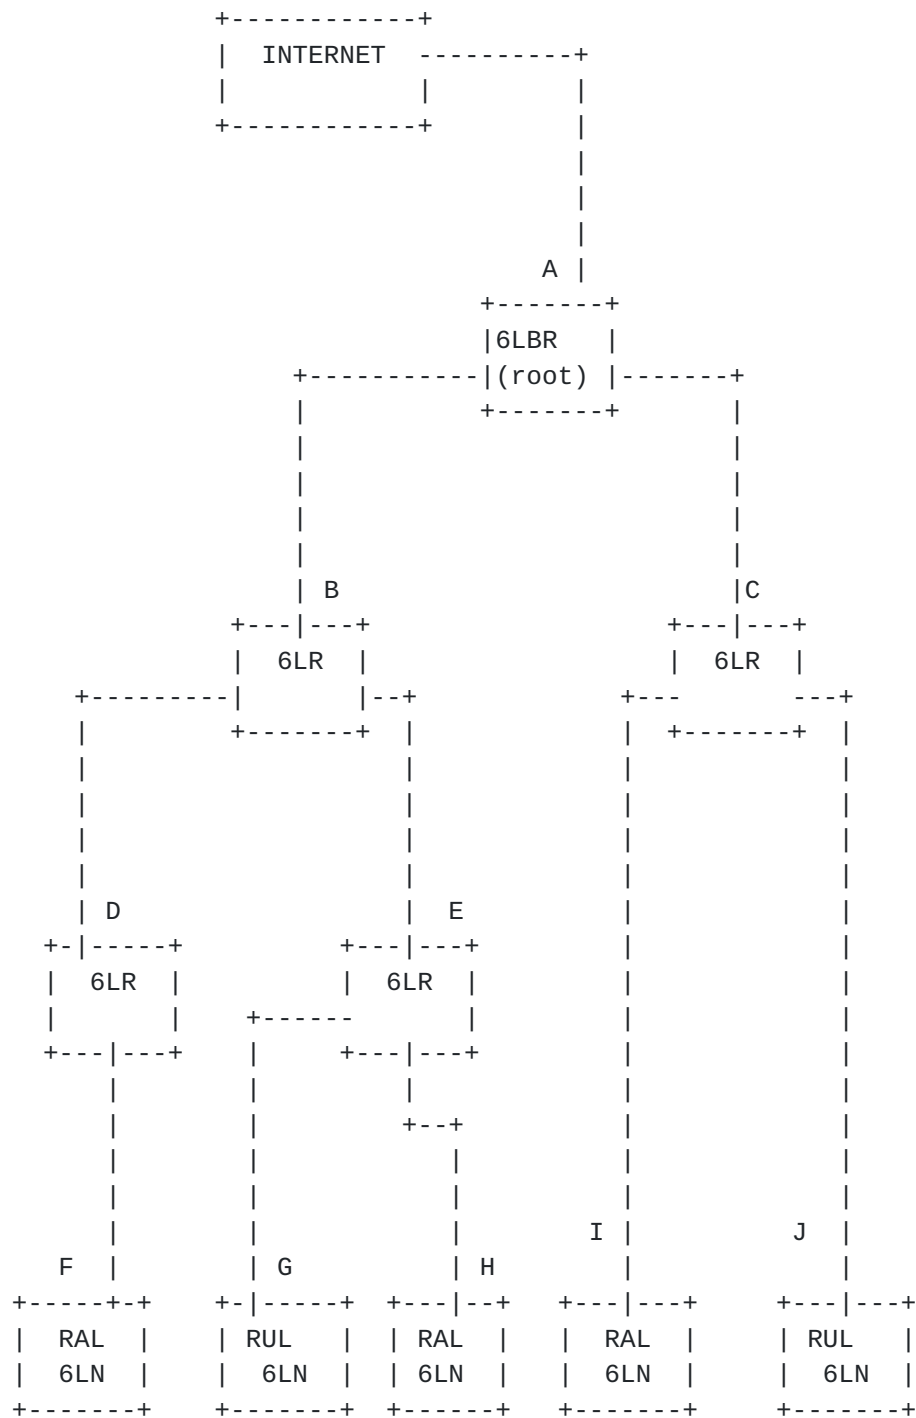 INTERNET
A
6LBR
(root)
B C
6LR 6LR
D E
6LR 6LR
I J
F G H
RAL RUL RAL RAL RUL
6LN 6LN 6LN 6LN 6LN